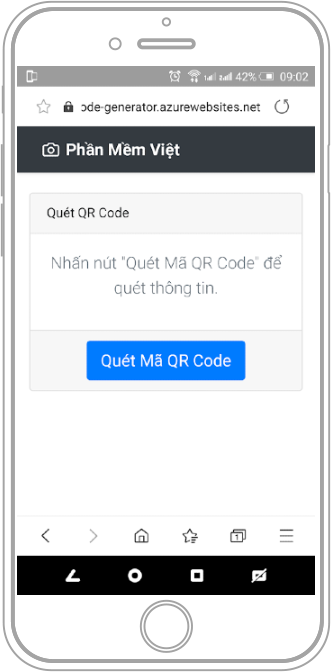 42% 09:02
ode-generator.azurewebsites.net
Phần Mềm Việt
Quét QR Code
Nhấn nút "Quét Mã QR Code" để
quét thông tin.
Quét Mã QR Code
1